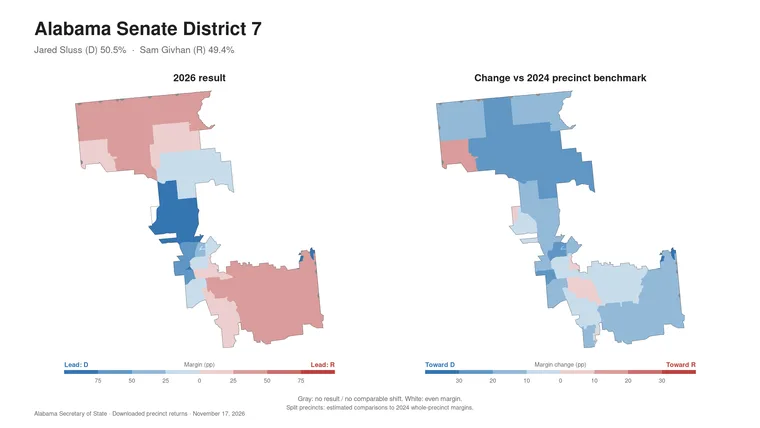 Alabama Senate District 7
Jared Sluss (D) 50.5% · Sam Givhan (R) 49.4%
2026 result
Change vs 2024 precinct benchmark
Lead: D
Margin (pp)
Lead: R
75 50 25 0 25 50 75
Toward D
Margin change (pp)
Toward R
30 20 10 0 10 20 30
Gray: no result / no comparable shift. White: even margin.
Split precincts: estimated comparisons to 2024 whole-precinct margins.
Alabama Secretary of State · Downloaded precinct returns · November 17, 2026